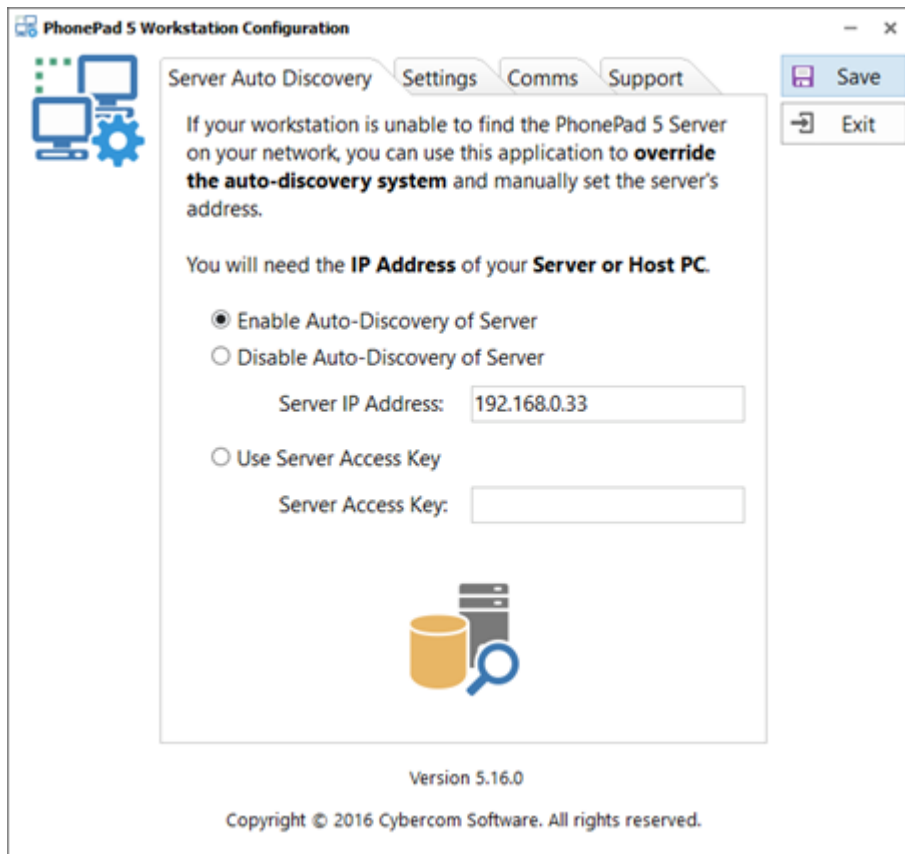 PhonePad 5 Workstation Configuration
Server Auto Discovery Settings Comms Support
Save
Exit
If your workstation is unable to find the PhonePad 5 Server
on your network, you can use this application to override
the auto-discovery system and manually set the server's
address.
You will need the IP Address of your Server or Host PC.
Enable Auto-Discovery of Server
Disable Auto-Discovery of Server
Server IP Address: 192.168.0.33
Use Server Access Key
Server Access Key:
Version 5.16.0
Copyright © 2016 Cybercom Software. All rights reserved.